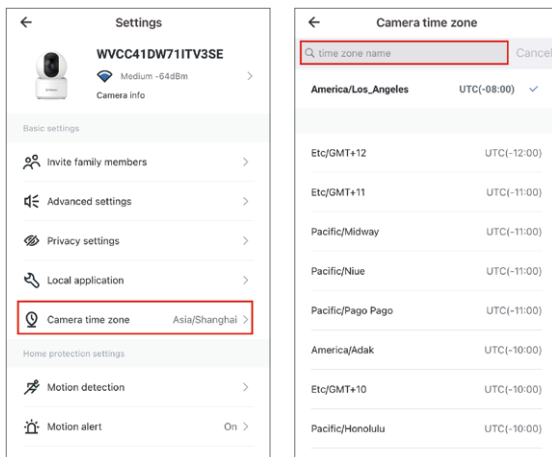 Settings
WVCC41DW71ITV3SE
Medium -64dBm
Camera info
Basic settings
Invite family members
Advanced settings
Privacy settings
Local application
Camera time zone Asia/Shanghai
Home protection settings
Motion detection
Motion alert On
Camera time zone
time zone name Cancel
America/Los_Angeles UTC(-08:00)
Etc/GMT+12 UTC(-12:00)
Etc/GMT+11 UTC(-11:00)
Pacific/Midway UTC(-11:00)
Pacific/Niue UTC(-11:00)
Pacific/Pago Pago UTC(-11:00)
America/Adak UTC(-10:00)
Etc/GMT+10 UTC(-10:00)
Pacific/Honolulu UTC(-10:00)